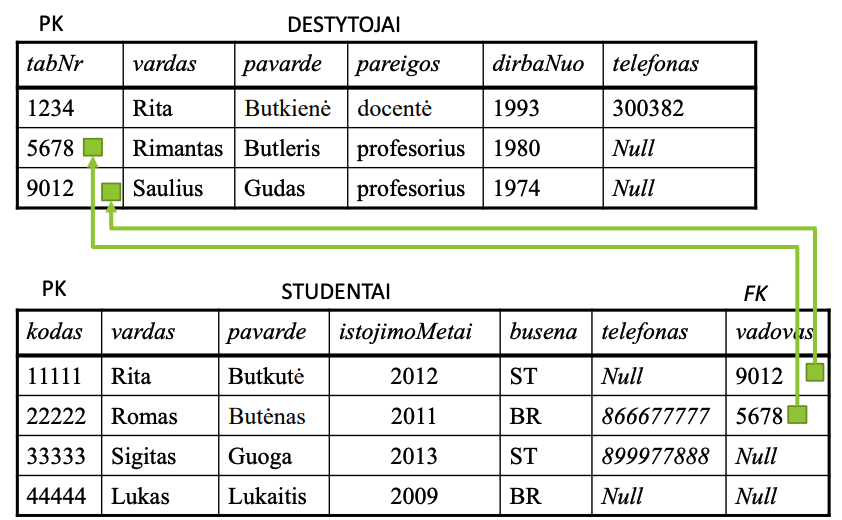 PK DESTYTOJAI
tabNr vardas pavarde pareigos dirbaNuo telefonas
1234 Rita Butkienė docentė 1993 300382
5678 Rimantas Butleris profesorius 1980 Null
9012 Saulius Gudas profesorius 1974 Null
PK STUDENTAI FK
kodas vardas pavarde istojimoMetai busena telefonas vadovas
11111 Rita Butkutė 2012 ST Null 9012
22222 Romas Butėnas 2011 BR 866677777 5678
33333 Sigitas Guoga 2013 ST 899977888 Null
44444 Lukas Lukaitis 2009 BR Null Null